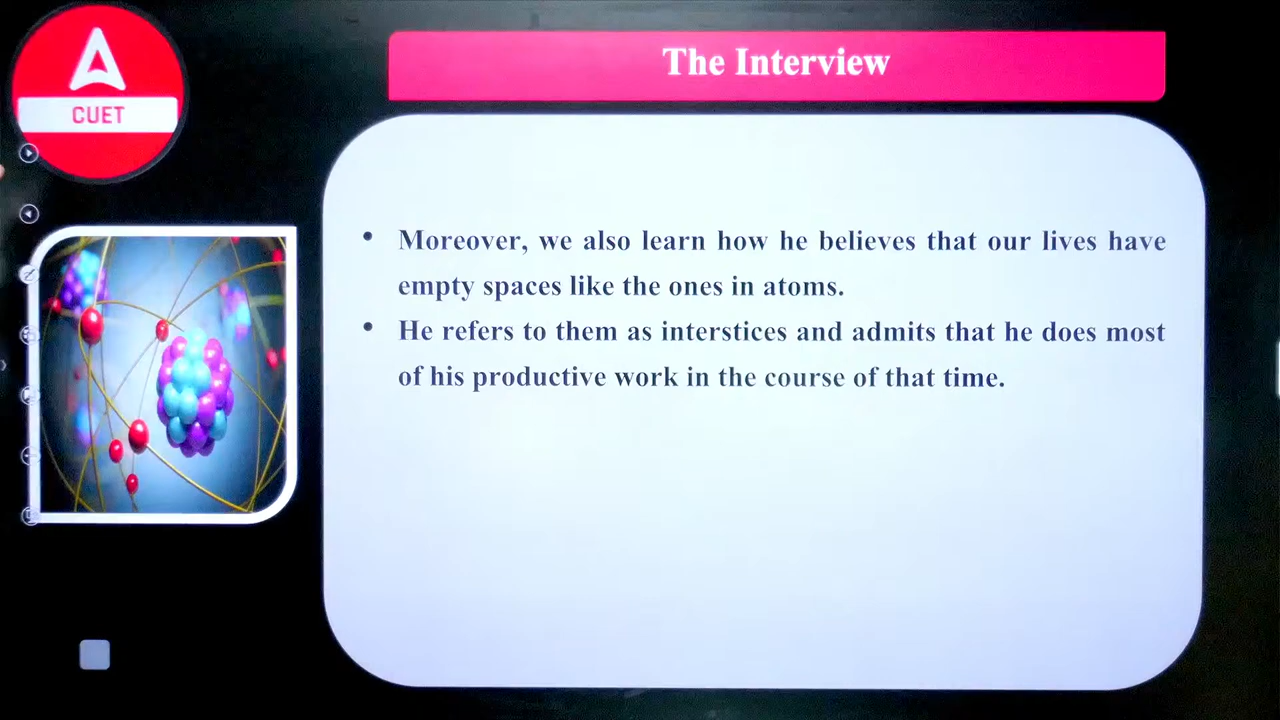 CUET
The Interview
• Moreover, we also learn how he believes that our lives have
empty spaces like the ones in atoms.
• He refers to them as interstices and admits that he does most
of his productive work in the course of that time.